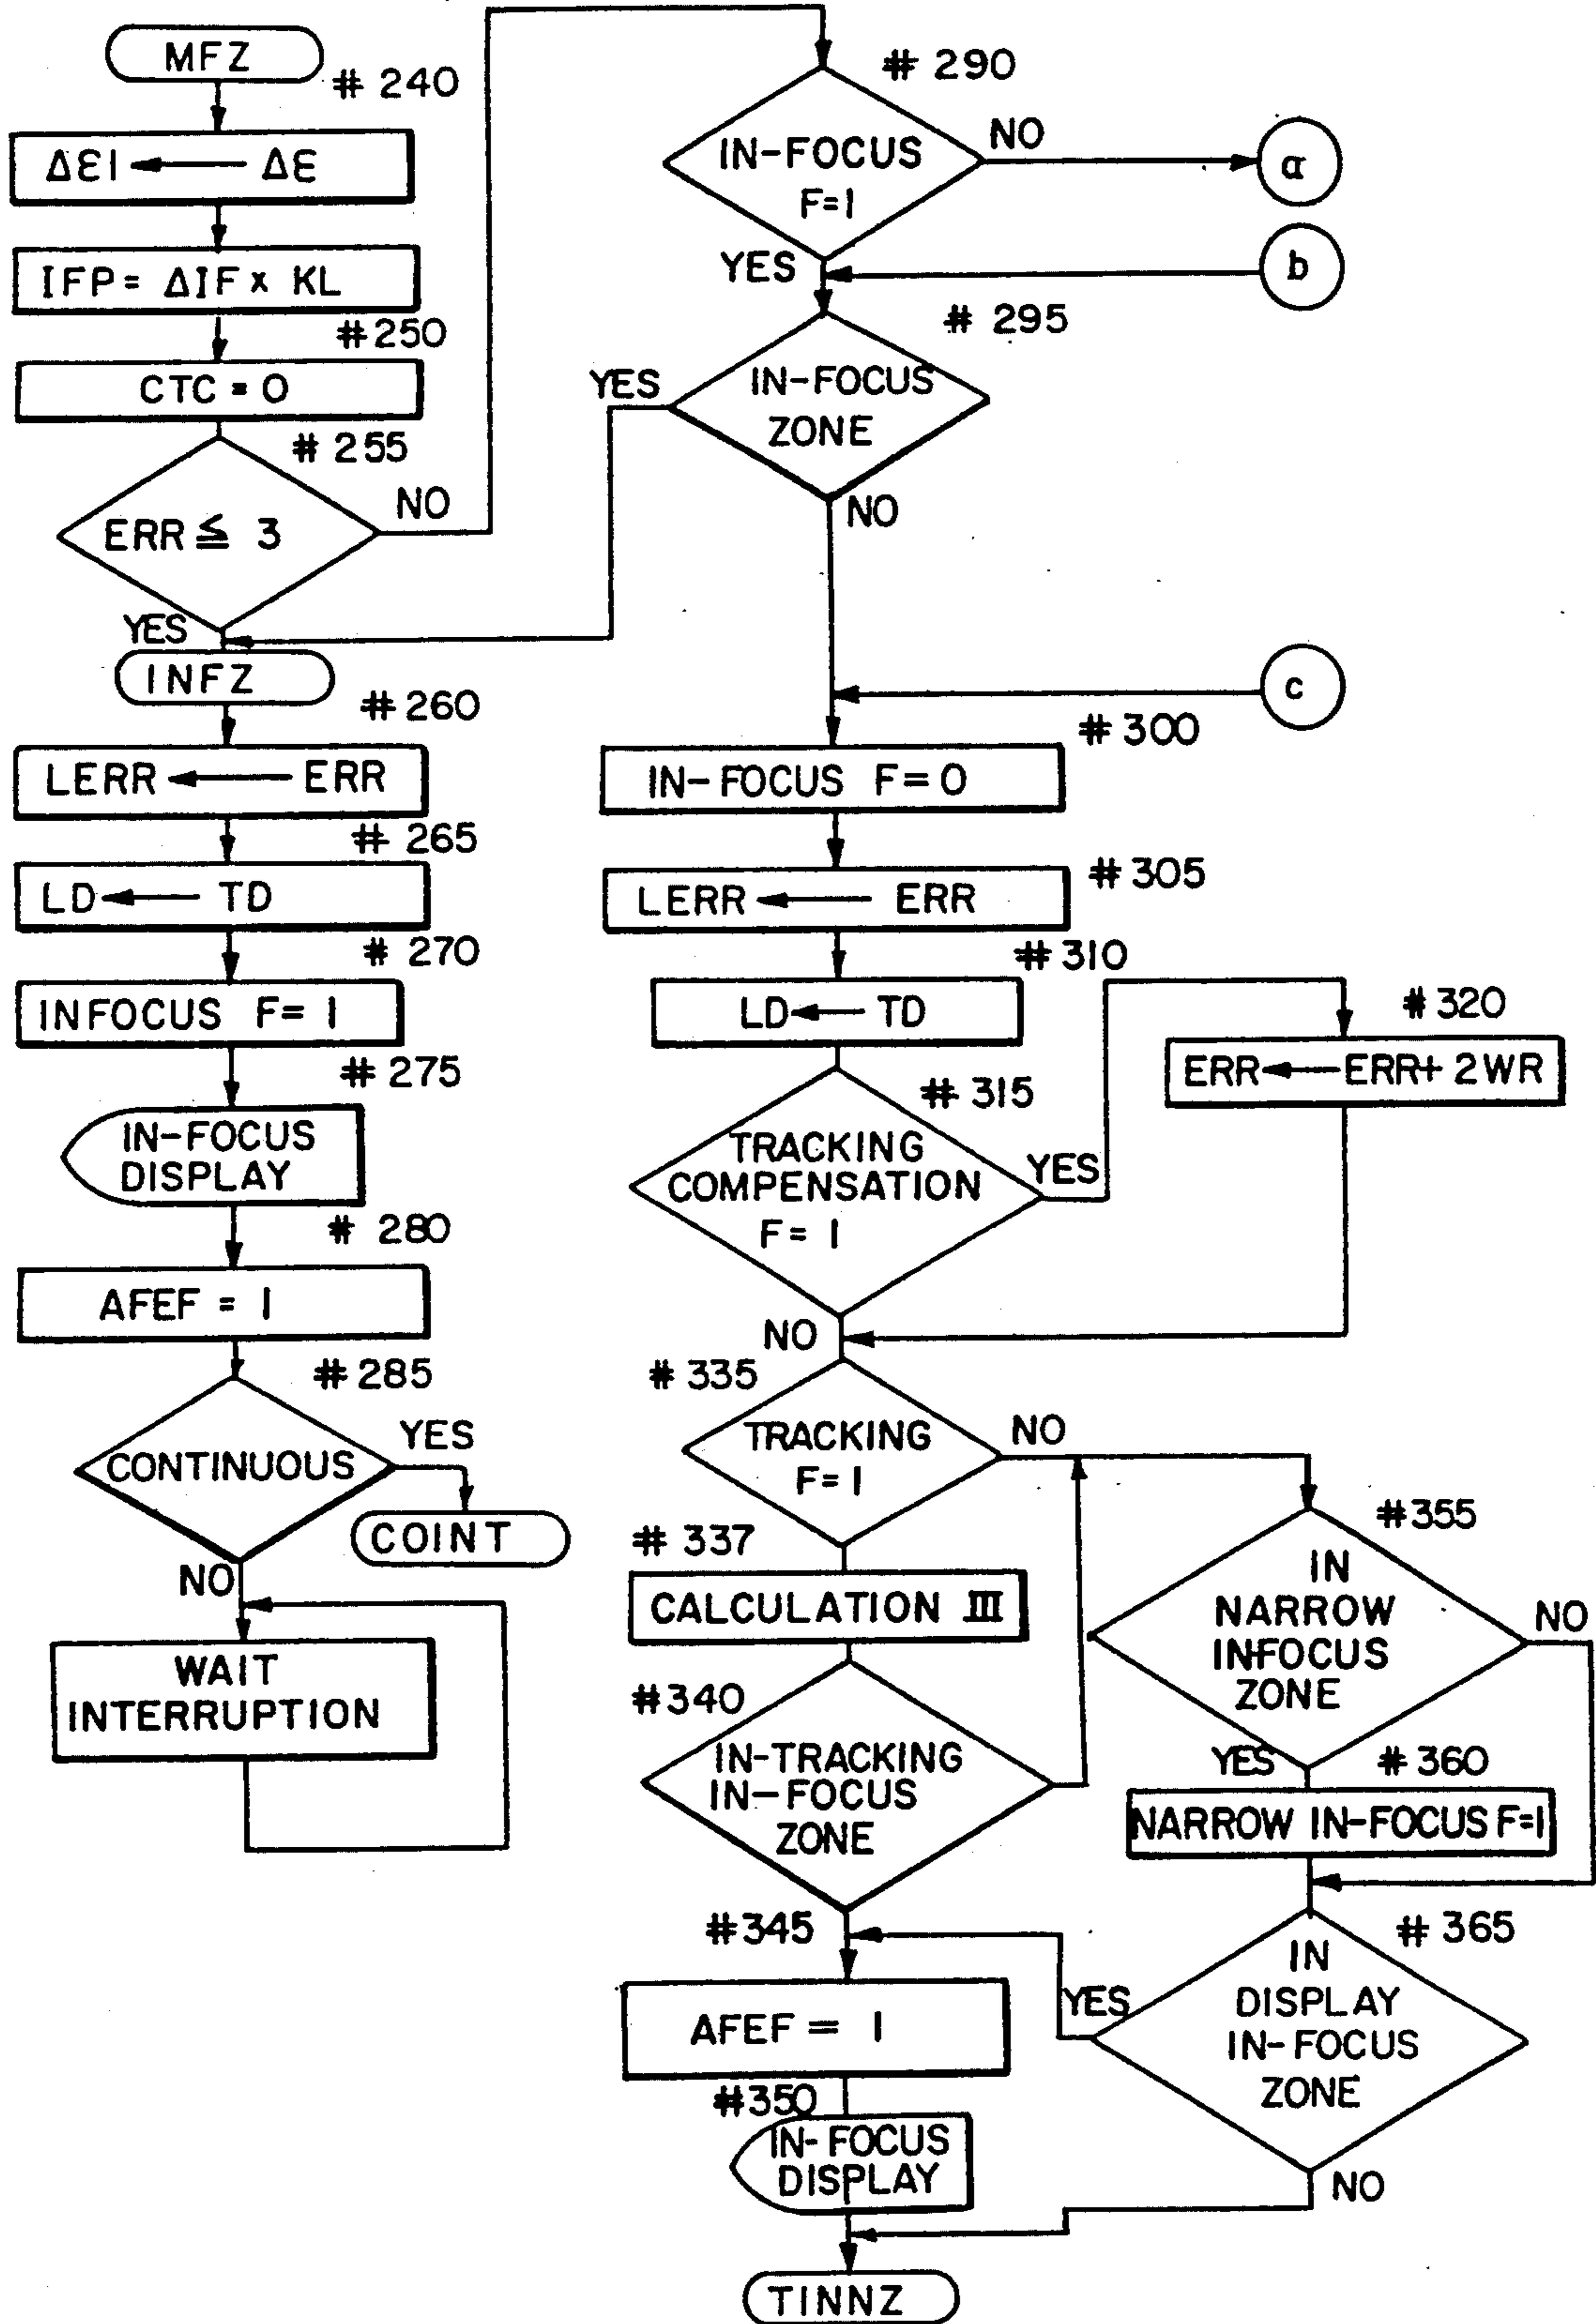 MFZ
# 240
ΔεI ← Δε
IFP = ΔIF x KL
#250
CTC = 0
# 255
ERR ≦ 3
NO
YES
INFZ
# 260
LERR ← ERR
# 265
LD ← TD
# 270
INFOCUS F= 1
# 275
IN-FOCUS
DISPLAY
# 280
AFEF = 1
# 285
CONTINUOUS
YES
COINT
NO
WAIT
INTERRUPTION
# 290
IN-FOCUS
F=1
NO
a
YES
b
# 295
YES
IN-FOCUS
ZONE
NO
c
# 300
IN-FOCUS F=0
# 305
LERR ← ERR
# 310
LD ← TD
# 315
TRACKING
COMPENSATION
F= 1
YES
# 320
ERR ← ERR+ 2WR
NO
# 335
TRACKING
F=1
NO
# 337
CALCULATION III
#340
IN-TRACKING
IN-FOCUS
ZONE
#345
AFEF = 1
#350
IN-FOCUS
DISPLAY
TINNZ
#355
IN
NARROW
INFOCUS
ZONE
NO
YES
# 360
NARROW IN-FOCUS F=1
# 365
IN
DISPLAY
IN-FOCUS
ZONE
YES
NO